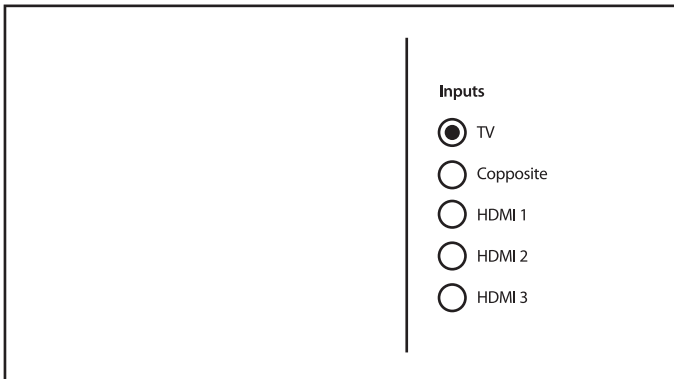 Inputs
TV
Copposite
HDMI 1
HDMI 2
HDMI 3